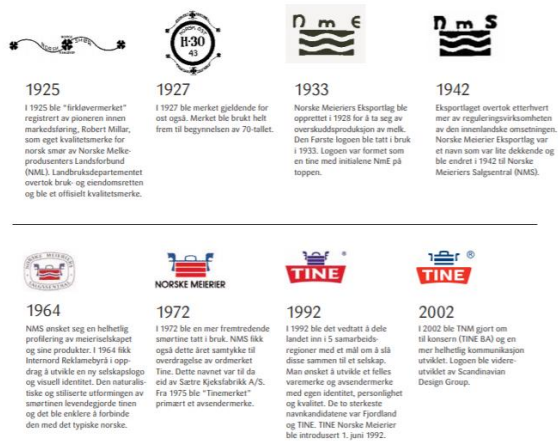 NORSK SMØR
NORSK OST
H-30
43
n m E
n m S
1925
I 1925 ble "firkløvermerket"
registrert av pioneren innen
markedsføring, Robert Millar,
som eget kvalitetsmerke for
norsk smør av Norske Melke-
produsenters Landsforbund
(NML). Landbruksdepartementet
overtok bruk- og eiendomsretten
og ble et offisielt kvalitetsmerke.
1927
I 1927 ble merket gjeldende for
ost også. Merket ble brukt helt
frem til begynnelsen av 70-tallet.
1933
Norske Meieriers Eksportlag ble
opprettet i 1928 for å ta seg av
overskuddsproduksjon av melk.
Den Første logoen ble tatt i bruk
i 1933. Logoen var formet som
en tine med initialene NmE på
toppen.
1942
Eksportlaget overtok etterhvert
mer av reguleringsvirksomheten
av den innenlandske omsetningen.
Norske Meierier Eksportlag var
et navn som var lite dekkende og
ble endret i 1942 til Norske
Meieriers Salgsentral (NMS).
NORSKE MEIERIER
NORSKE MEIERIER
TINE ®
TINE ®
1964
NMS ønsket seg en helhetlig
profilering av meieriselskapet
og sine produkter. I 1964 fikk
Internord Reklamebyrå i opp-
drag å utvikle en ny selskapslogo
og visuell identitet. Den naturalis-
tiske og stiliserte utformingen av
smørtinen levendegjorde tinen
og det ble enklere å forbinde
den med det typiske norske.
1972
I 1972 ble en mer fremtredende
smørtine tatt i bruk. NMS fikk
også dette året samtykke til
overdragelse av ordmerket
Tine. Dette navnet var til da
eid av Sætre Kjeksfabrikk A/S.
Fra 1975 ble "Tinemerket"
primært et avsendermerke.
1992
I 1992 ble det vedtatt å dele
landet inn i 5 samarbeids-
regioner med et mål om å slå
disse sammen til et selskap.
Man ønsket å utvikle et felles
varemerke og avsendermerke
med egen identitet, personlighet
og kvalitet. De to sterkeste
navnkandidatene var Fjordland
og TINE. TINE Norske Meierier
ble introdusert 1. juni 1992.
2002
I 2002 ble TNM gjort om
til konsern (TINE BA) og en
mer helhetlig kommunikasjon
utviklet. Logoen ble videre-
utviklet av Scandinavian
Design Group.